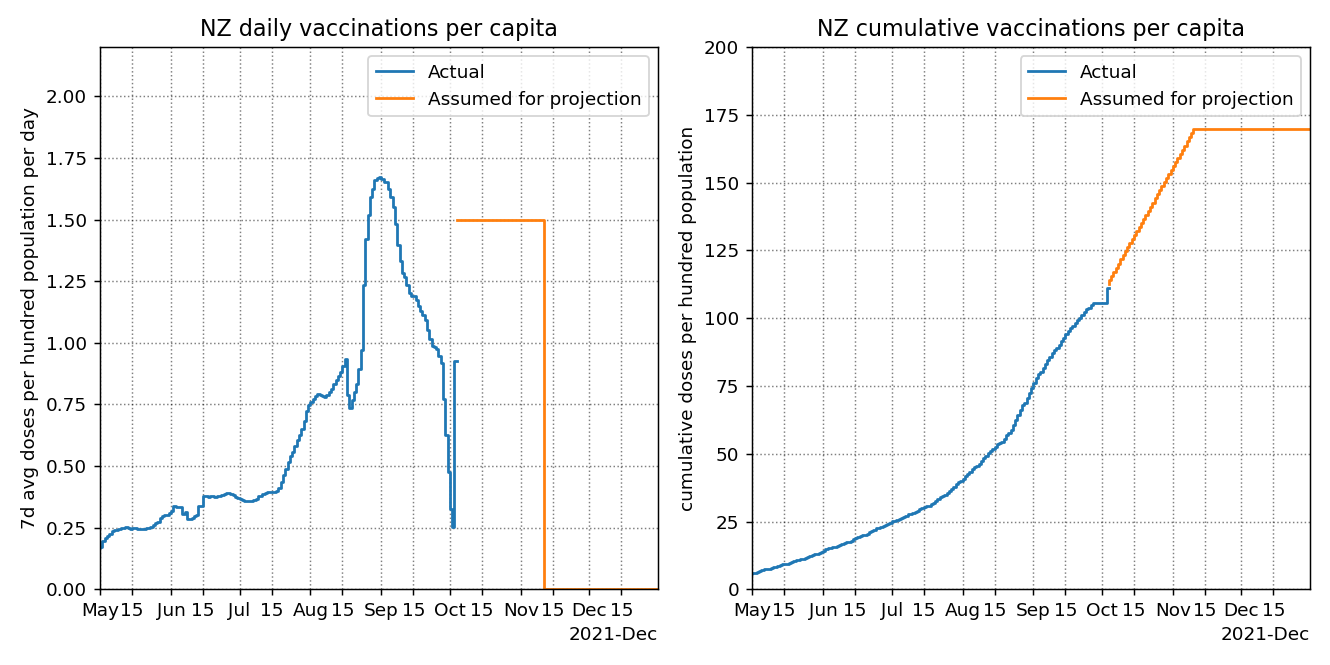 NZ daily vaccinations per capita
Actual
Assumed for projection
7d avg doses per hundred population per day
2.00
1.75
1.50
1.25
1.00
0.75
0.50
0.25
0.00
May 15 Jun 15 Jul 15 Aug 15 Sep 15 Oct 15 Nov 15 Dec 15
2021-Dec
NZ cumulative vaccinations per capita
Actual
Assumed for projection
cumulative doses per hundred population
200
175
150
125
100
75
50
25
0
May 15 Jun 15 Jul 15 Aug 15 Sep 15 Oct 15 Nov 15 Dec 15
2021-Dec